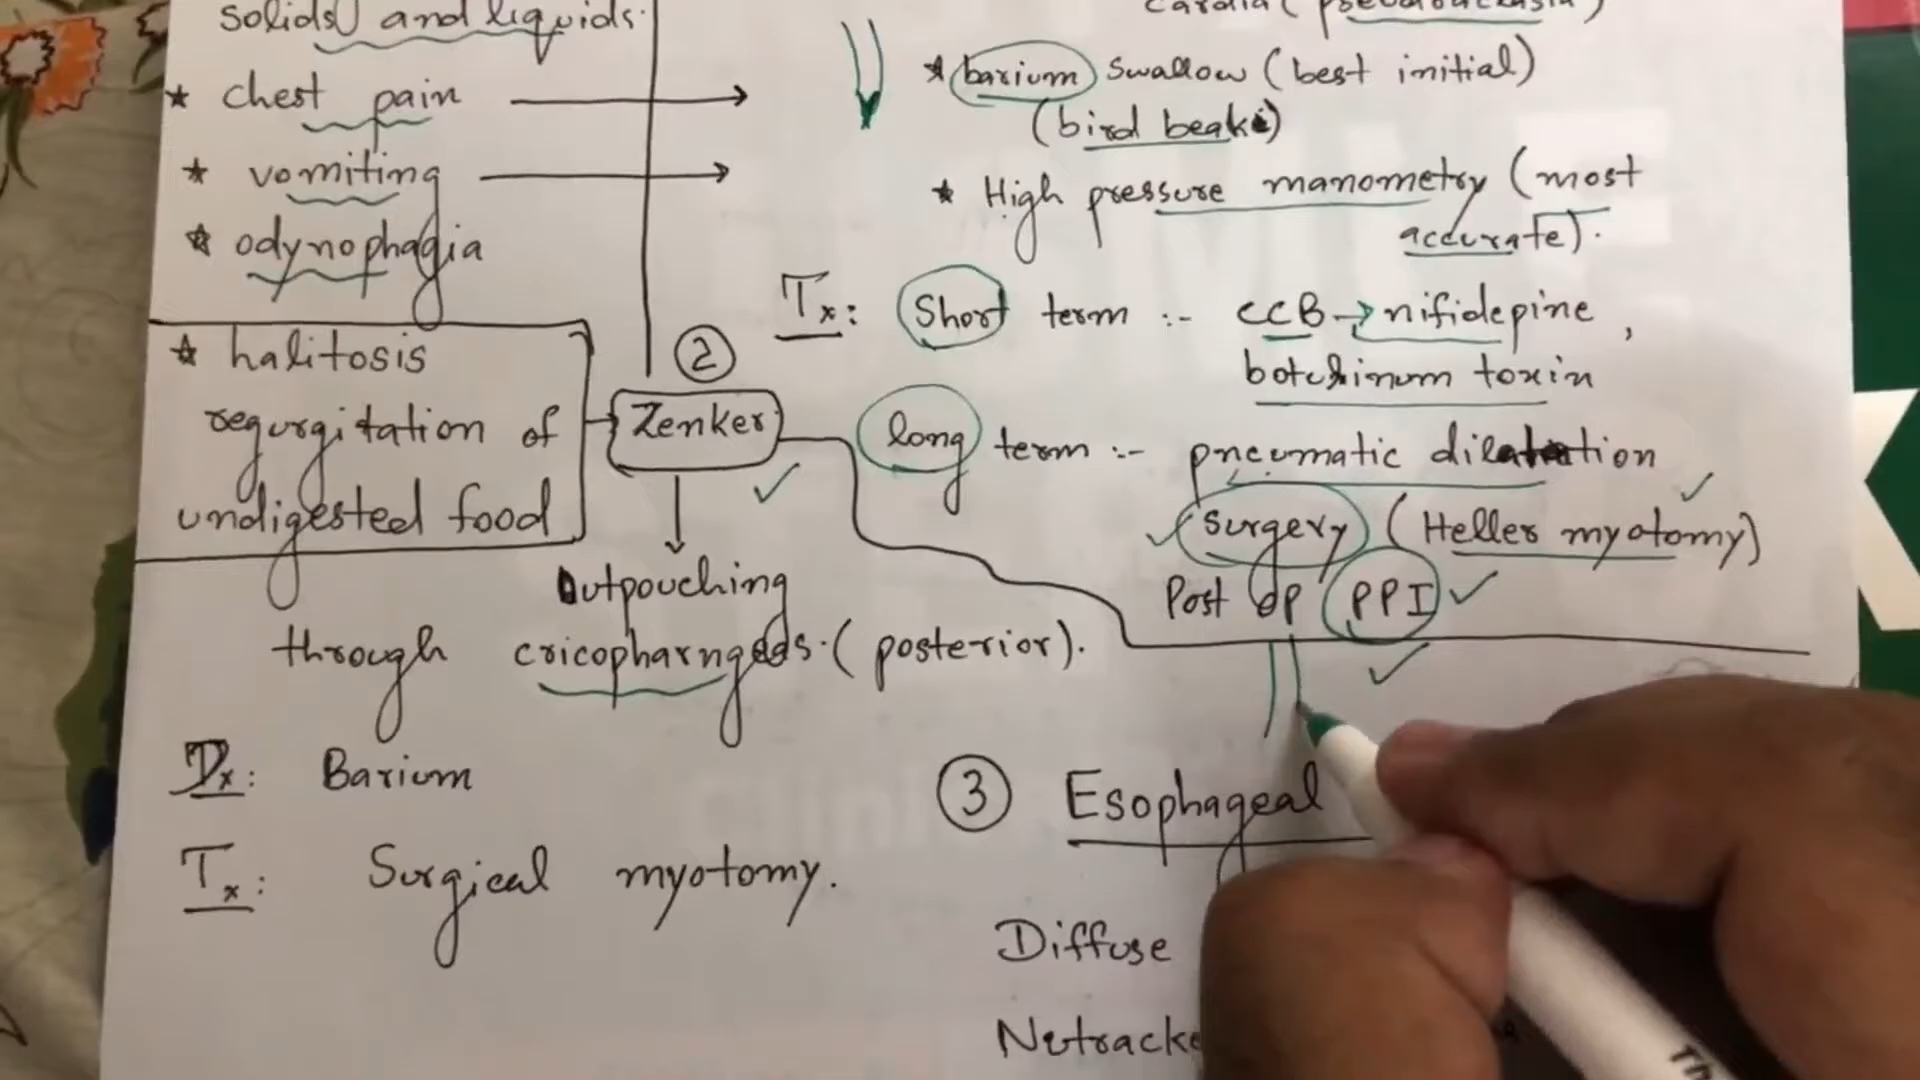 solids and liquids.
★ chest pain
★ vomiting
★ odynophagia
★ halitosis
regurgitation of
undigested food
②
Zenker
Outpouching
through cricopharngeus. (posterior).
Dx: Barium
Tx: Surgical myotomy.
Cardia (
★ barium swallow (best initial)
(bird beak)
★ High pressure manometry (most
accurate).
Tx: Short term :- CCB → nifidepine,
botulinum toxin
long term :- pneumatic dilatation
surgery (Heller myotomy)
Post op PPI
③ Esophageal
Diffuse
Th